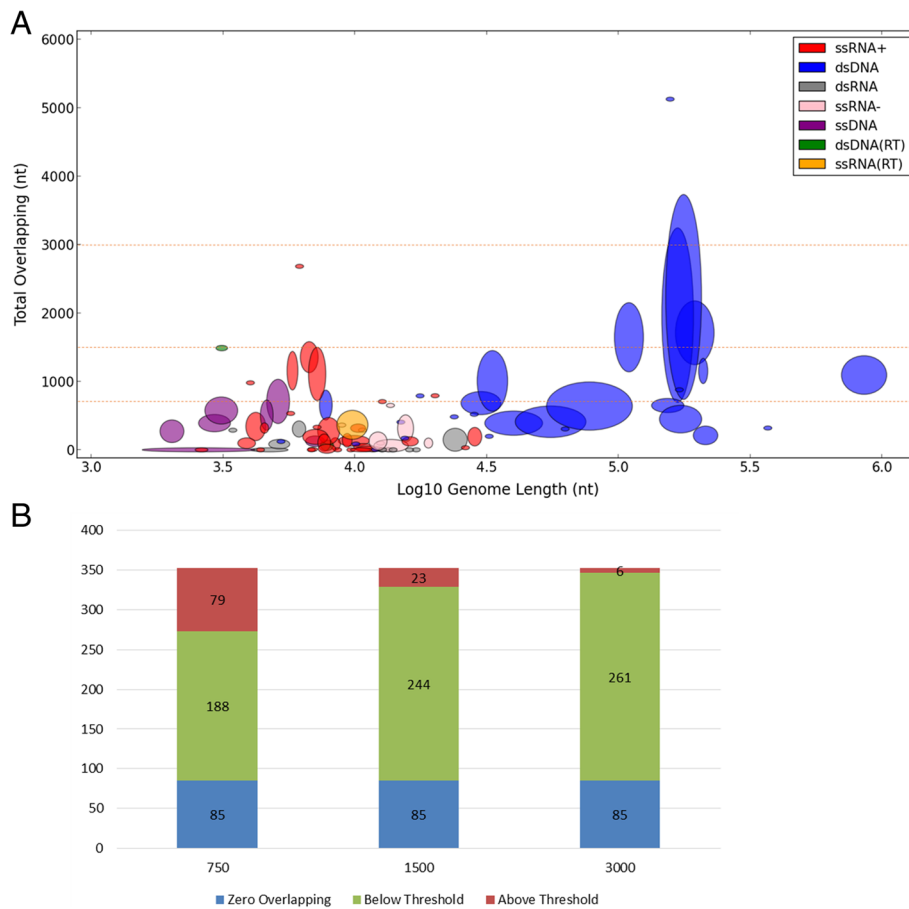 A
6000
5000
4000
3000
2000
1000
0
Total Overlapping (nt)
ssRNA+
dsDNA
dsRNA
ssRNA-
ssDNA
dsDNA(RT)
ssRNA(RT)
3.0 3.5 4.0 4.5 5.0 5.5 6.0
Log10 Genome Length (nt)
B
400
350
300
250
200
150
100
50
0
79 23 6
188 244 261
85 85 85
750 1500 3000
Zero Overlapping Below Threshold Above Threshold